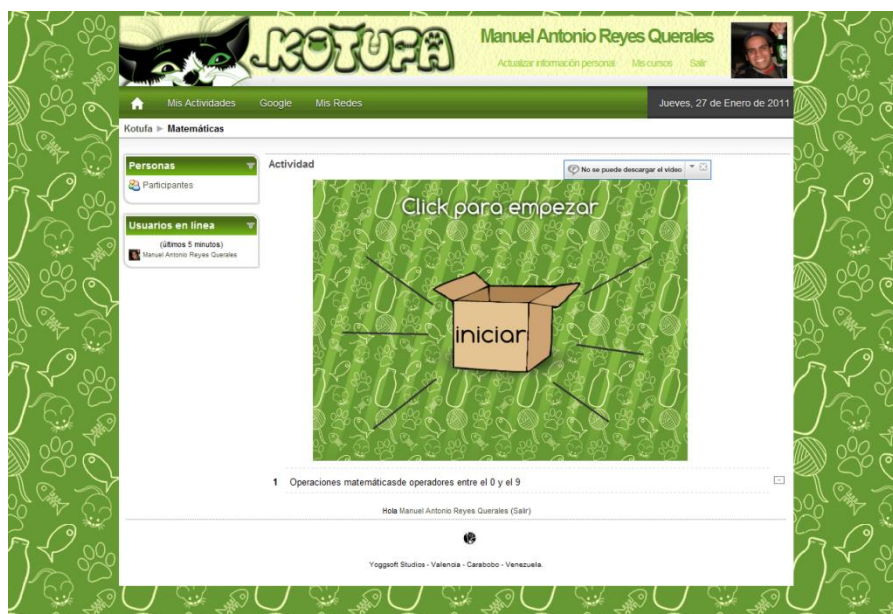 KOTUFA
Manuel Antonio Reyes Querales
Actualizar información personal Mis cursos Salir
Mis Actividades Google Mis Redes Jueves, 27 de Enero de 2011
Kotufa ► Matemáticas
Personas
Participantes
Usuarios en línea
(últimos 5 minutos)
Manuel Antonio Reyes Querales
Actividad
No se puede descargar el vídeo
Click para empezar
iniciar
1 Operaciones matemáticasde operadores entre el 0 y el 9
Hola Manuel Antonio Reyes Querales (Salir)
Yoggsoft Studios - Valencia - Carabobo - Venezuela.